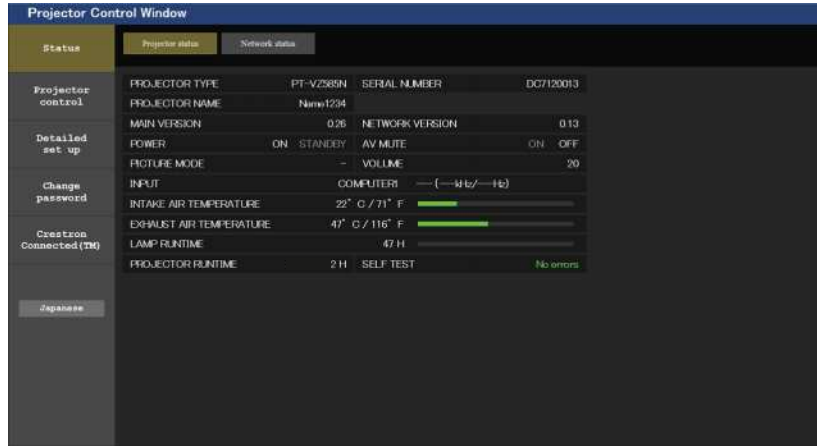 Projector Control Window
Status
Projector status Network status
Projector
control
Detailed
set up
Change
password
Crestron
Connected(TM)
Japanese
PROJECTOR TYPE PT-VZ585N SERIAL NUMBER DC7120013
PROJECTOR NAME Name1234
MAIN VERSION 0.26 NETWORK VERSION 0.13
POWER ON STANDBY AV MUTE ON OFF
PICTURE MODE - VOLUME 20
INPUT COMPUTER1 ---(---kHz/---Hz)
INTAKE AIR TEMPERATURE 22° C / 71° F
EXHAUST AIR TEMPERATURE 47° C / 116° F
LAMP RUNTIME 47 H
PROJECTOR RUNTIME 2 H SELF TEST No errors